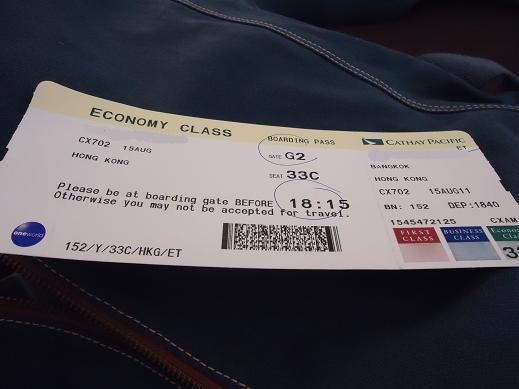 ECONOMY CLASS
BOARDING PASS
CX702 15AUG
GATE G2
HONG KONG
SEAT 33C
Please be at boarding gate BEFORE 18:15
Otherwise you may not be accepted for travel.
oneworld
152/Y/33C/HKG/ET
CATHAY PACIFIC
ET
BANGKOK
HONG KONG
CX702 15AUG11
BN: 152 DEP:1840
1545472125 CXAM
FIRST CLASS
BUSINESS CLASS